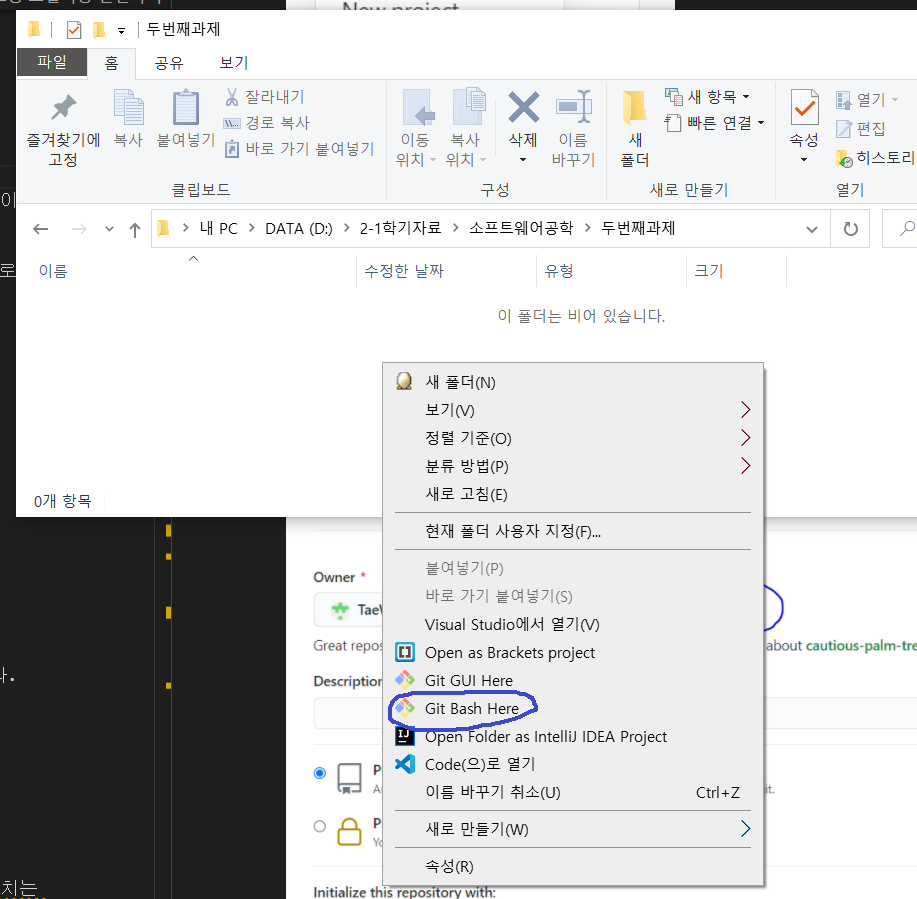 New project
두번째과제
파일 홈 공유 보기
즐겨찾기에 고정
복사
붙여넣기
잘라내기
경로 복사
바로 가기 붙여넣기
클립보드
이동 위치
복사 위치
삭제
이름 바꾸기
구성
새 폴더
새 항목
빠른 연결
새로 만들기
속성
열기
편집
히스토리
열기
내 PC > DATA (D:) > 2-1학기자료 > 소프트웨어공학 > 두번째과제
이름 수정한 날짜 유형 크기
이 폴더는 비어 있습니다.
0개 항목
새 폴더(N)
보기(V)
정렬 기준(O)
분류 방법(P)
새로 고침(E)
현재 폴더 사용자 지정(F)...
붙여넣기(P)
바로 가기 붙여넣기(S)
Visual Studio에서 열기(V)
Open as Brackets project
Git GUI Here
Git Bash Here
Open Folder as IntelliJ IDEA Project
Code(으)로 열기
이름 바꾸기 취소(U) Ctrl+Z
새로 만들기(W)
속성(R)
이
로
다.
치는
Owner *
Great repos
about cautious-palm-tre
Description
Initialize this repository with: